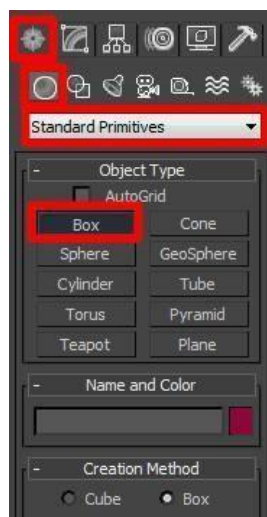 Standard Primitives
- Object Type
AutoGrid
Box Cone
Sphere GeoSphere
Cylinder Tube
Torus Pyramid
Teapot Plane
- Name and Color
- Creation Method
Cube Box